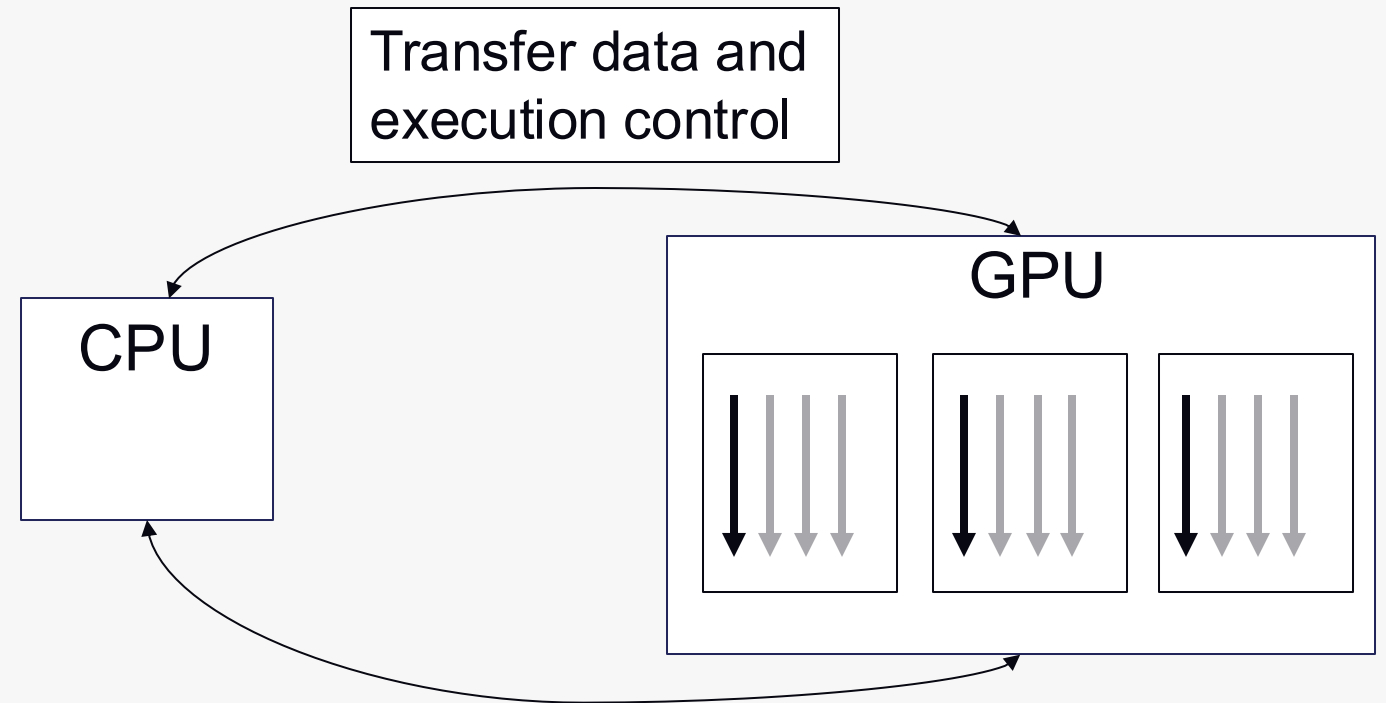 Transfer data and
execution control
GPU
CPU